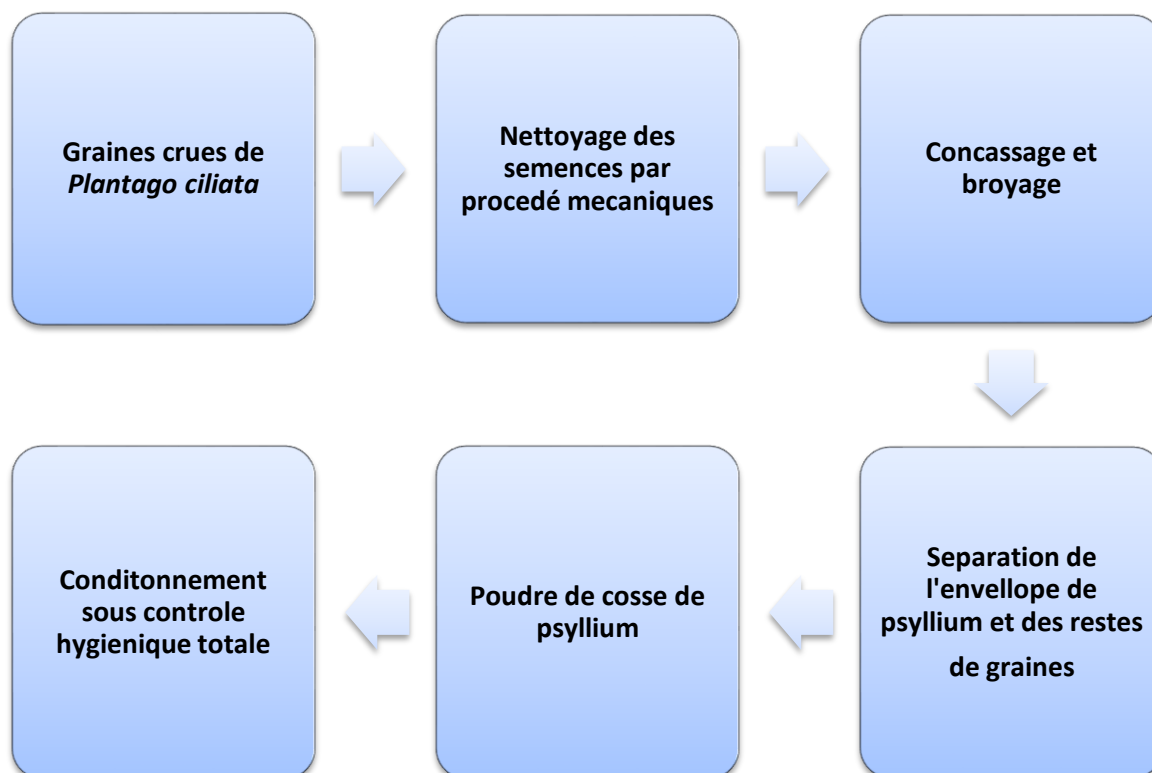 Graines crues de
Plantago ciliata
Nettoyage des
semences par
procedé mecaniques
Concassage et
broyage
Separation de
l'envellope de
psyllium et des restes
de graines
Poudre de cosse de
psyllium
Conditonnement
sous controle
hygienique totale